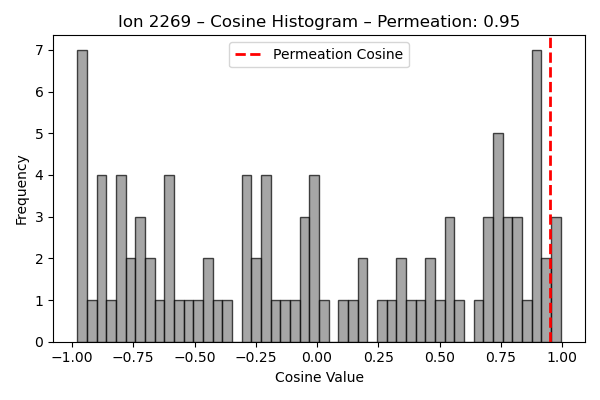 Ion 2269 – Cosine Histogram – Permeation: 0.95
Permeation Cosine
Frequency
7
6
5
4
3
2
1
0
−1.00 −0.75 −0.50 −0.25 0.00 0.25 0.50 0.75 1.00
Cosine Value